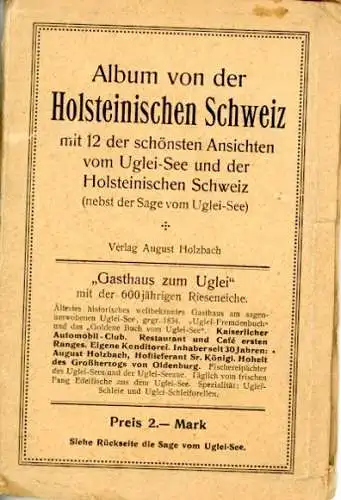 Album von der
Holsteinischen Schweiz
mit 12 der schönsten Ansichten
vom Uglei-See und der
Holsteinischen Schweiz
(nebst der Sage vom Uglei-See)
Verlag August Holzbach
„Gasthaus zum Uglei"
mit der 600jährigen Rieseneiche.
Ältestes historisches weltbekanntes Gasthaus am sagen-
umwobenen Uglei-See, gegr. 1834. „Uglei-Fremdenbuch"
und das „Goldene Buch vom Uglei-See". Kaiserlicher
Automobil-Club. Restaurant und Café ersten
Ranges. Eigene Konditorei. Inhaber seit 30 Jahren:
August Holzbach, Hoflieferant Sr. Königl. Hoheit
des Großherzogs von Oldenburg. Fischereipächter
des Uglei-Sees und der Uglei-Seeaue. Täglich vom frischen
Fang Edelfische aus dem Uglei-See. Spezialität: Uglei-
Schleie und Uglei-Schleiforellen.
Preis 2.— Mark
Siehe Rückseite die Sage vom Uglei-See.